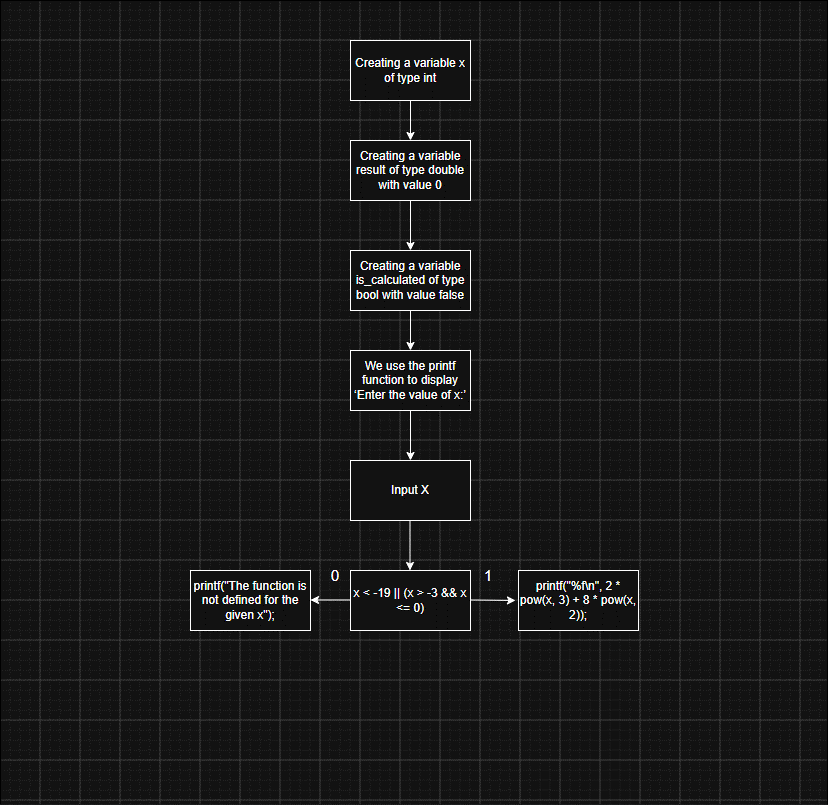 Creating a variable x
of type int
Creating a variable
result of type double
with value 0
Creating a variable
is_calculated of type
bool with value false
We use the printf
function to display
‘Enter the value of x:’
Input X
0
1
printf("The function is
not defined for the
given x");
x < -19 || (x > -3 && x
<= 0)
printf("%f\n", 2 *
pow(x, 3) + 8 * pow(x,
2));